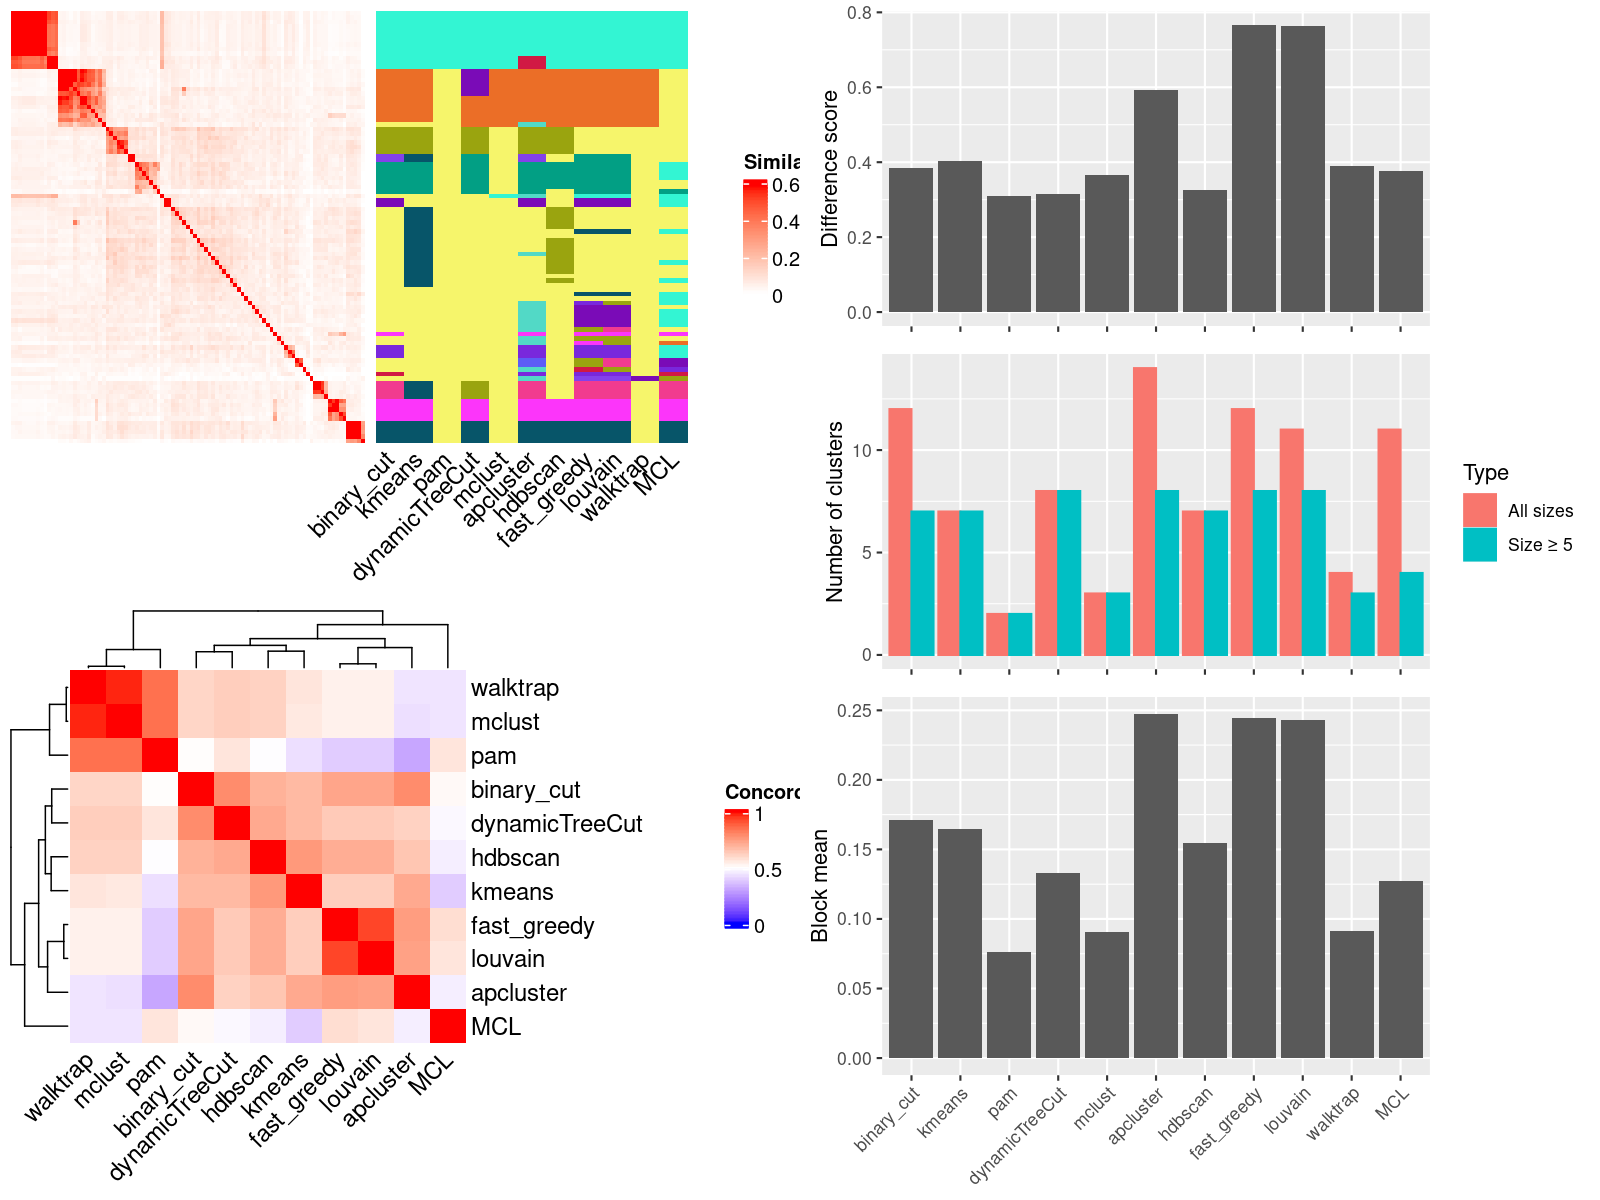 Simila
0.6
0.4
0.2
0
binary_cut
kmeans
pam
dynamicTreeCut
mclust
apcluster
hdbscan
fast_greedy
louvain
walktrap
MCL
walktrap
mclust
pam
binary_cut
dynamicTreeCut
hdbscan
kmeans
fast_greedy
louvain
apcluster
MCL
walktrap
mclust
pam
binary_cut
dynamicTreeCut
hdbscan
kmeans
fast_greedy
louvain
apcluster
MCL
Concord
1
0.5
0
Difference score
0.8
0.6
0.4
0.2
0.0
Number of clusters
10
5
0
Type
All sizes
Size ≥ 5
Block mean
0.25
0.20
0.15
0.10
0.05
0.00
binary_cut
kmeans
pam
dynamicTreeCut
mclust
apcluster
hdbscan
fast_greedy
louvain
walktrap
MCL